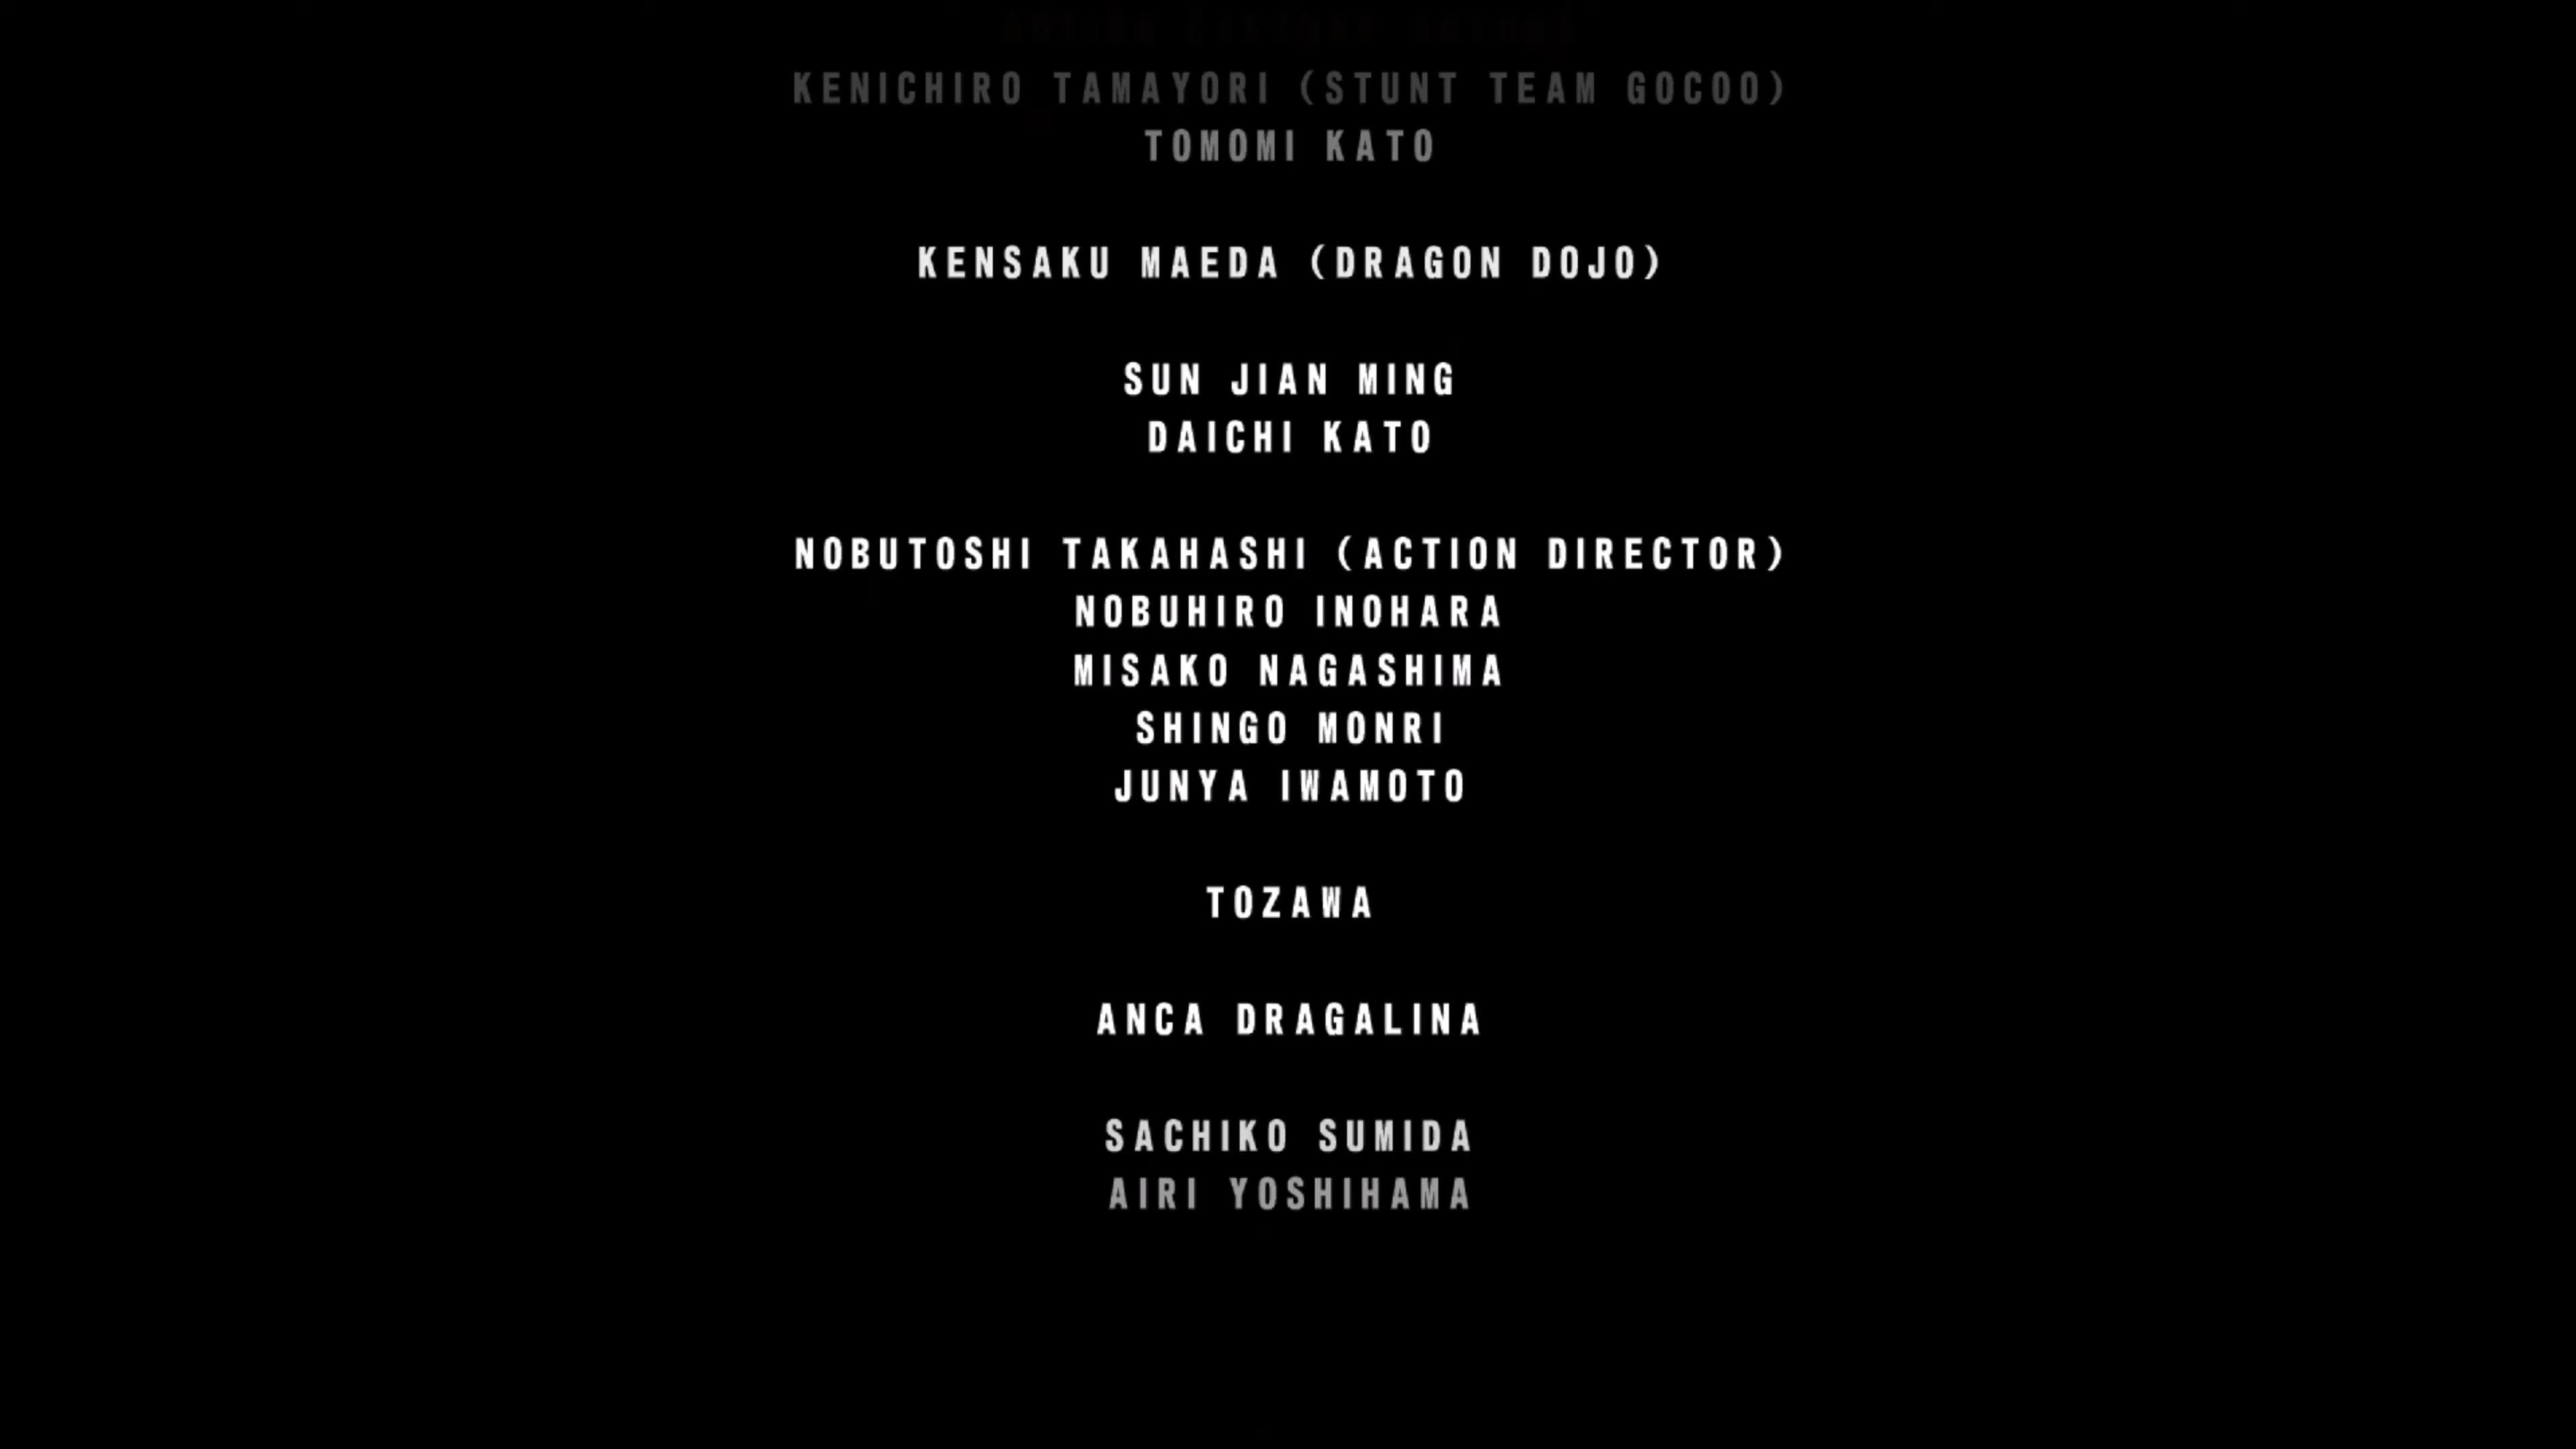 KENICHIRO TAMAYORI (STUNT TEAM GOCOO)
TOMOMI KATO
KENSAKU MAEDA (DRAGON DOJO)
SUN JIAN MING
DAICHI KATO
NOBUTOSHI TAKAHASHI (ACTION DIRECTOR)
NOBUHIRO INOHARA
MISAKO NAGASHIMA
SHINGO MONRI
JUNYA IWAMOTO
TOZAWA
ANCA DRAGALINA
SACHIKO SUMIDA
AIRI YOSHIHAMA